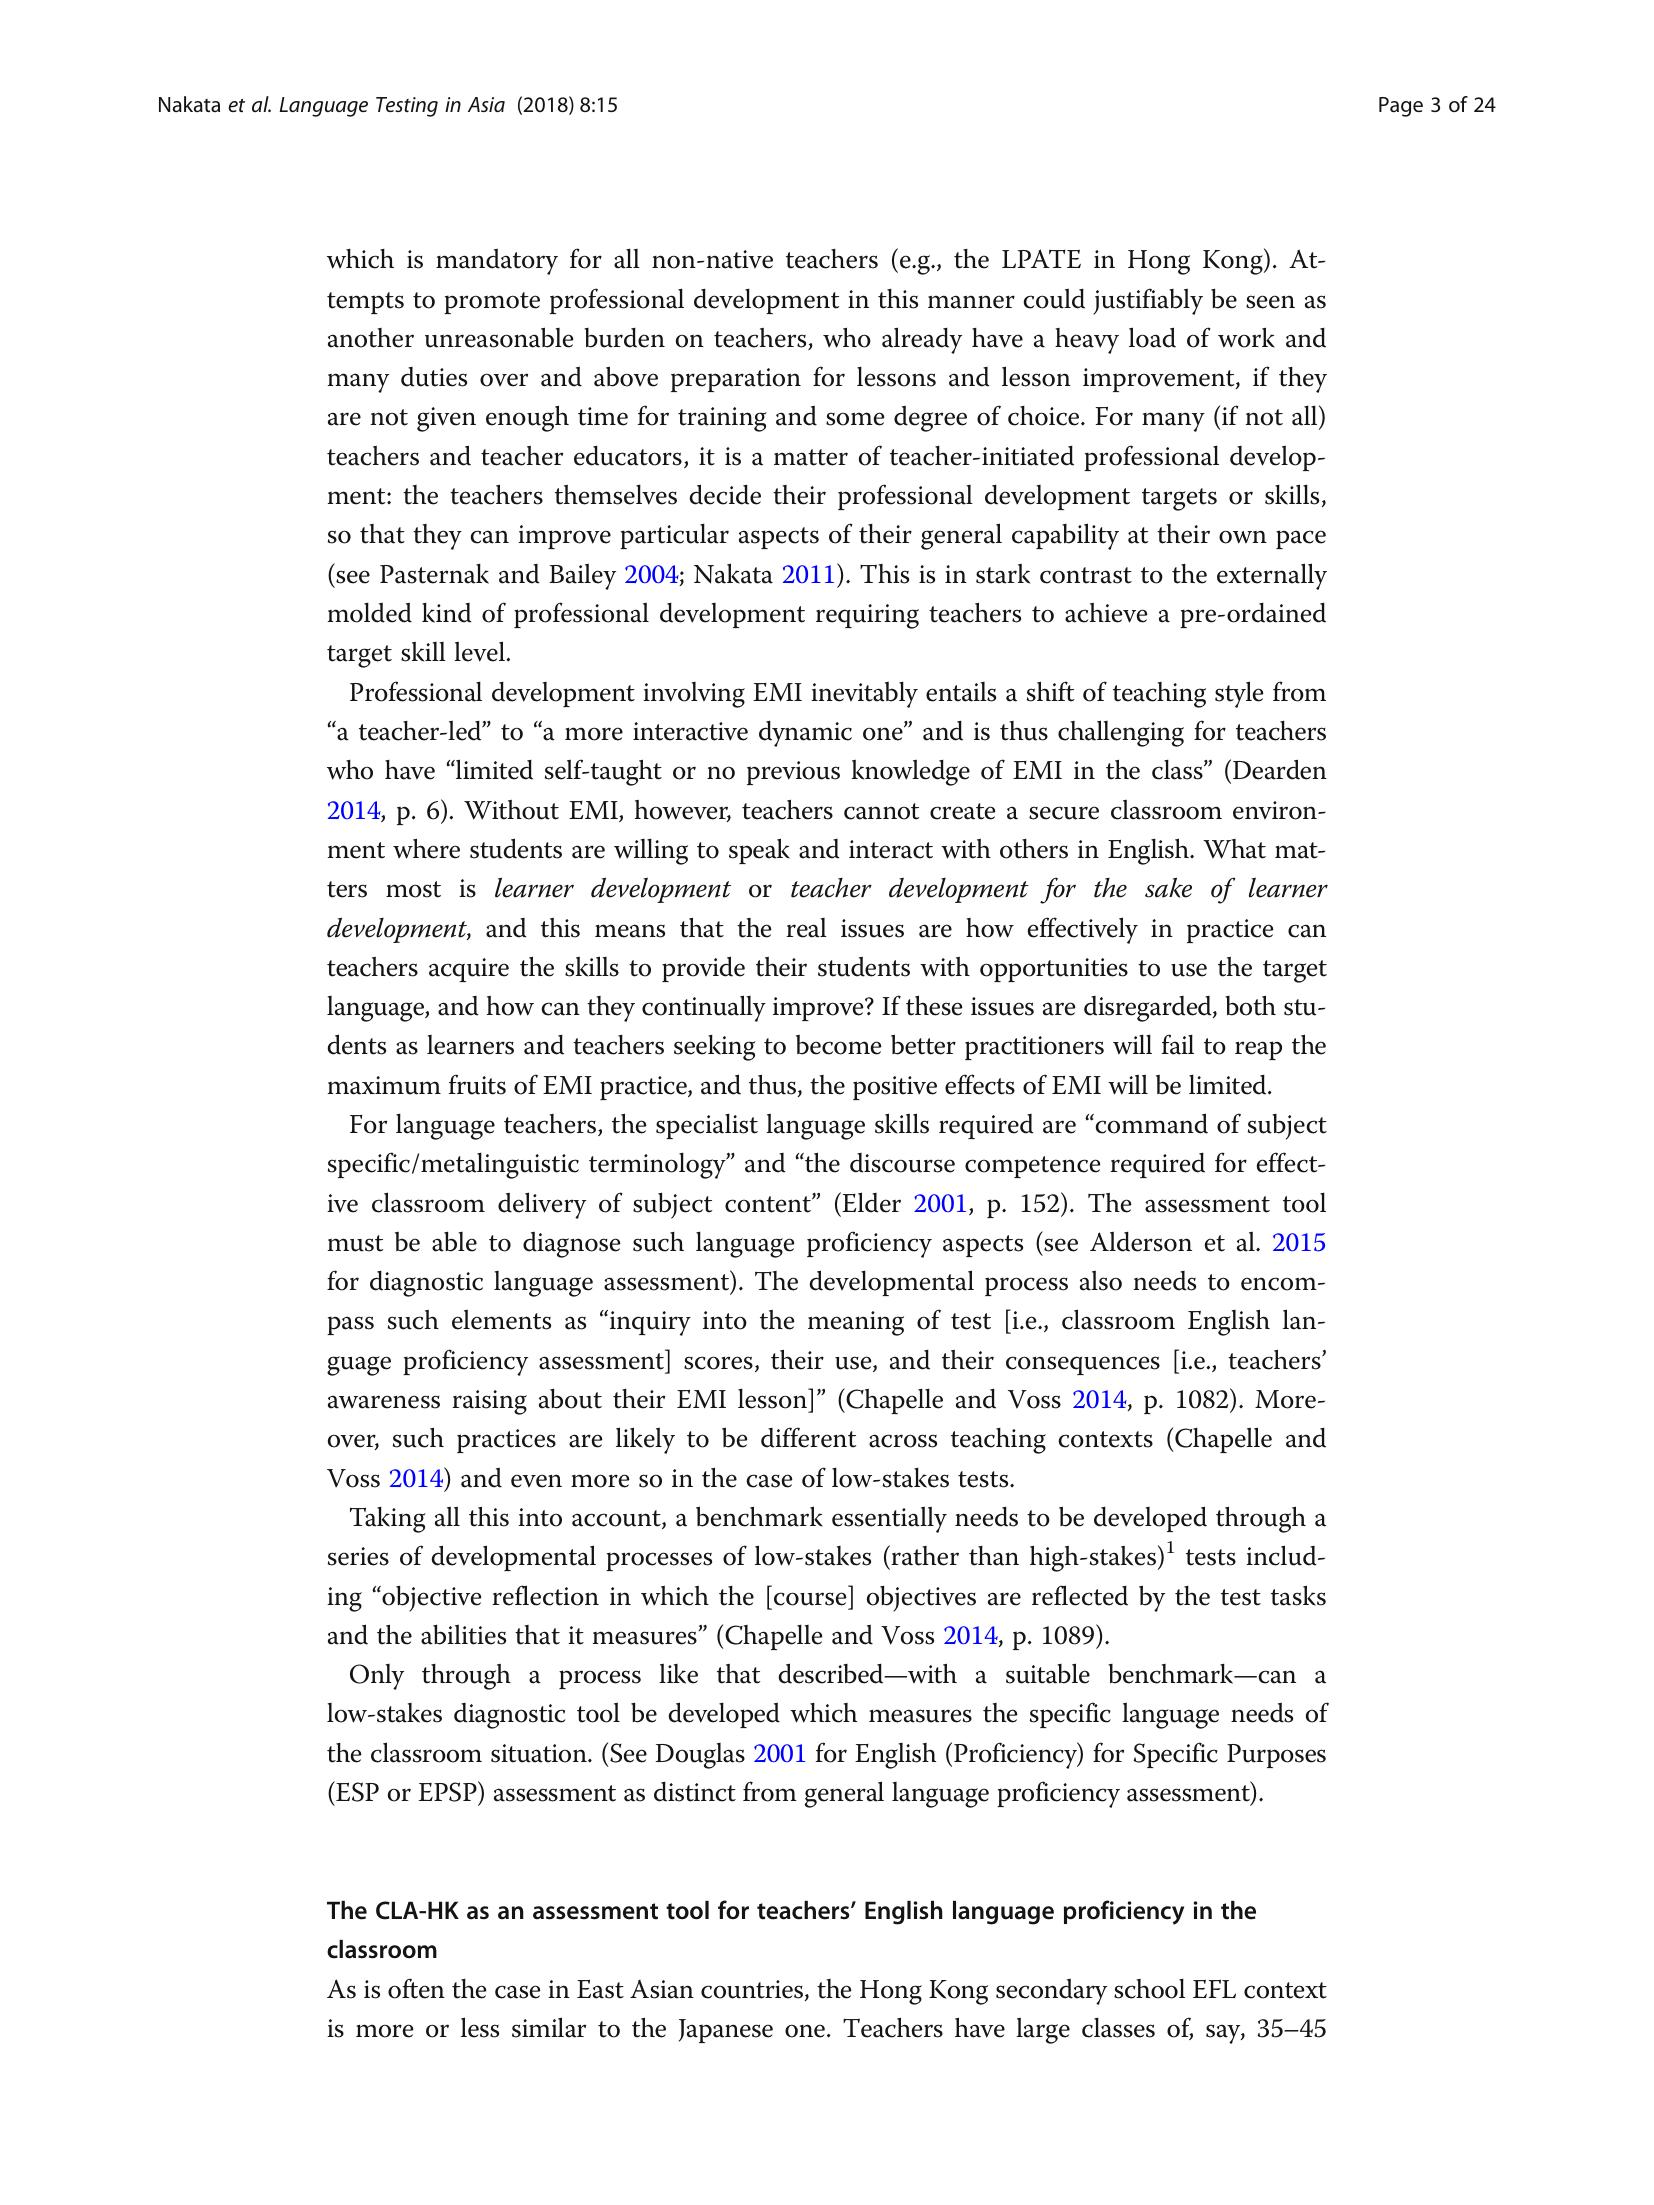 Nakata et al. Language Testing in Asia (2018) 8:15
Page 3 of 24
which is mandatory for all non-native teachers (e.g., the LPATE in Hong Kong). At-
tempts to promote professional development in this manner could justifiably be seen as
another unreasonable burden on teachers, who already have a heavy load of work and
many duties over and above preparation for lessons and lesson improvement, if they
are not given enough time for training and some degree of choice. For many (if not all)
teachers and teacher educators, it is a matter of teacher-initiated professional develop-
ment: the teachers themselves decide their professional development targets or skills,
so that they can improve particular aspects of their general capability at their own pace
(see Pasternak and Bailey 2004; Nakata 2011). This is in stark contrast to the externally
molded kind of professional development requiring teachers to achieve a pre-ordained
target skill level.
Professional development involving EMI inevitably entails a shift of teaching style from
“a teacher-led” to “a more interactive dynamic one” and is thus challenging for teachers
who have “limited self-taught or no previous knowledge of EMI in the class” (Dearden
2014, p. 6). Without EMI, however, teachers cannot create a secure classroom environ-
ment where students are willing to speak and interact with others in English. What mat-
ters most is learner development or teacher development for the sake of learner
development, and this means that the real issues are how effectively in practice can
teachers acquire the skills to provide their students with opportunities to use the target
language, and how can they continually improve? If these issues are disregarded, both stu-
dents as learners and teachers seeking to become better practitioners will fail to reap the
maximum fruits of EMI practice, and thus, the positive effects of EMI will be limited.
For language teachers, the specialist language skills required are “command of subject
specific/metalinguistic terminology” and “the discourse competence required for effect-
ive classroom delivery of subject content” (Elder 2001, p. 152). The assessment tool
must be able to diagnose such language proficiency aspects (see Alderson et al. 2015
for diagnostic language assessment). The developmental process also needs to encom-
pass such elements as “inquiry into the meaning of test [i.e., classroom English lan-
guage proficiency assessment] scores, their use, and their consequences [i.e., teachers’
awareness raising about their EMI lesson]” (Chapelle and Voss 2014, p. 1082). More-
over, such practices are likely to be different across teaching contexts (Chapelle and
Voss 2014) and even more so in the case of low-stakes tests.
Taking all this into account, a benchmark essentially needs to be developed through a
series of developmental processes of low-stakes (rather than high-stakes)1 tests includ-
ing “objective reflection in which the [course] objectives are reflected by the test tasks
and the abilities that it measures” (Chapelle and Voss 2014, p. 1089).
Only through a process like that described—with a suitable benchmark—can a
low-stakes diagnostic tool be developed which measures the specific language needs of
the classroom situation. (See Douglas 2001 for English (Proficiency) for Specific Purposes
(ESP or EPSP) assessment as distinct from general language proficiency assessment).
The CLA-HK as an assessment tool for teachers’ English language proficiency in the
classroom
As is often the case in East Asian countries, the Hong Kong secondary school EFL context
is more or less similar to the Japanese one. Teachers have large classes of, say, 35–45